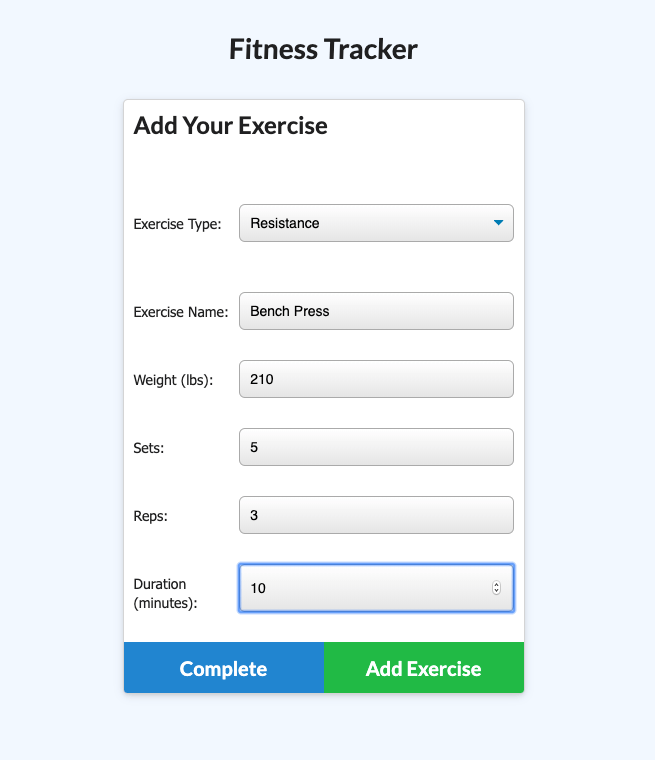 Fitness Tracker
Add Your Exercise
Exercise Type: Resistance
Exercise Name: Bench Press
Weight (lbs): 210
Sets: 5
Reps: 3
Duration
(minutes): 10
Complete Add Exercise